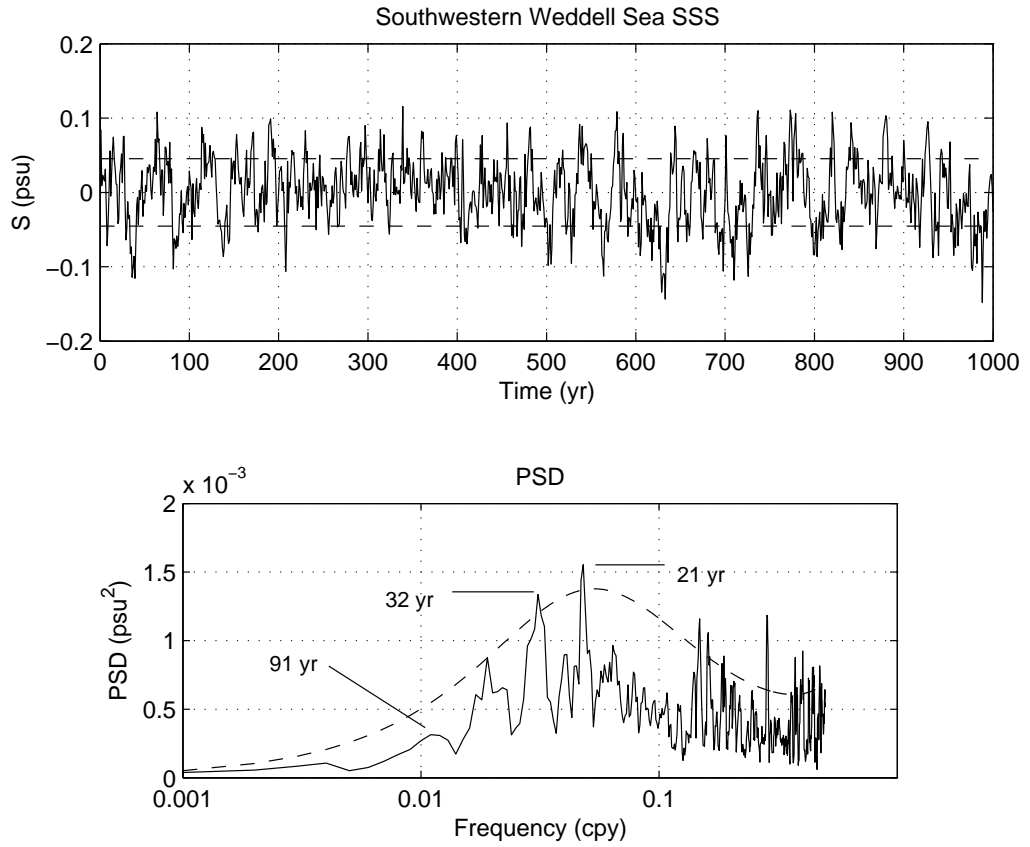 Southwestern Weddell Sea SSS
0.2
0.1
0
−0.1
−0.2
S (psu)
0 100 200 300 400 500 600 700 800 900 1000
Time (yr)
x 10⁻³
PSD
2
1.5
1
0.5
0
PSD (psu²)
21 yr
32 yr
91 yr
0.001 0.01 0.1
Frequency (cpy)